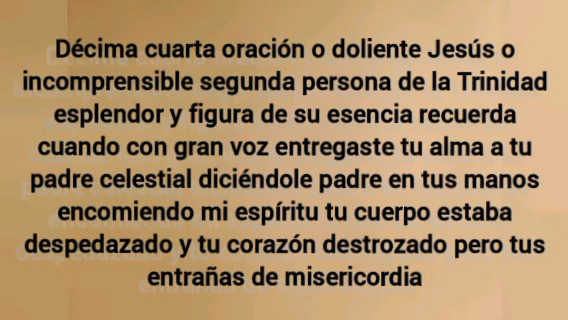 Décima cuarta oración o doliente Jesús o
incomprensible segunda persona de la Trinidad
esplendor y figura de su esencia recuerda
cuando con gran voz entregaste tu alma a tu
padre celestial diciéndole padre en tus manos
encomiendo mi espíritu tu cuerpo estaba
despedazado y tu corazón destrozado pero tus
entrañas de misericordia